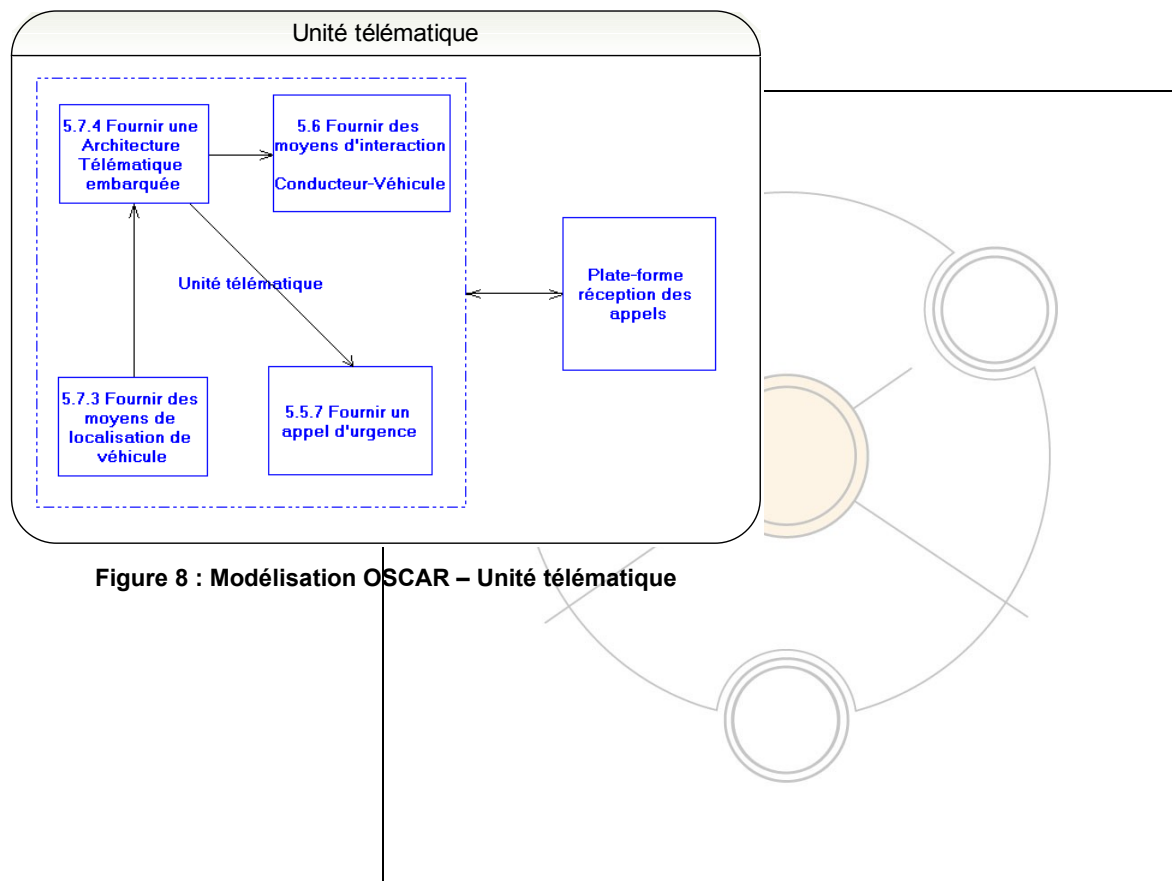 Unité télématique
5.7.4 Fournir une
Architecture
Télématique
embarquée
5.6 Fournir des
moyens d'interaction
Conducteur-Véhicule
Plate-forme
réception des
appels
Unité télématique
5.7.3 Fournir des
moyens de
localisation de
véhicule
5.5.7 Fournir un
appel d'urgence
Figure 8 : Modélisation OSCAR – Unité télématique